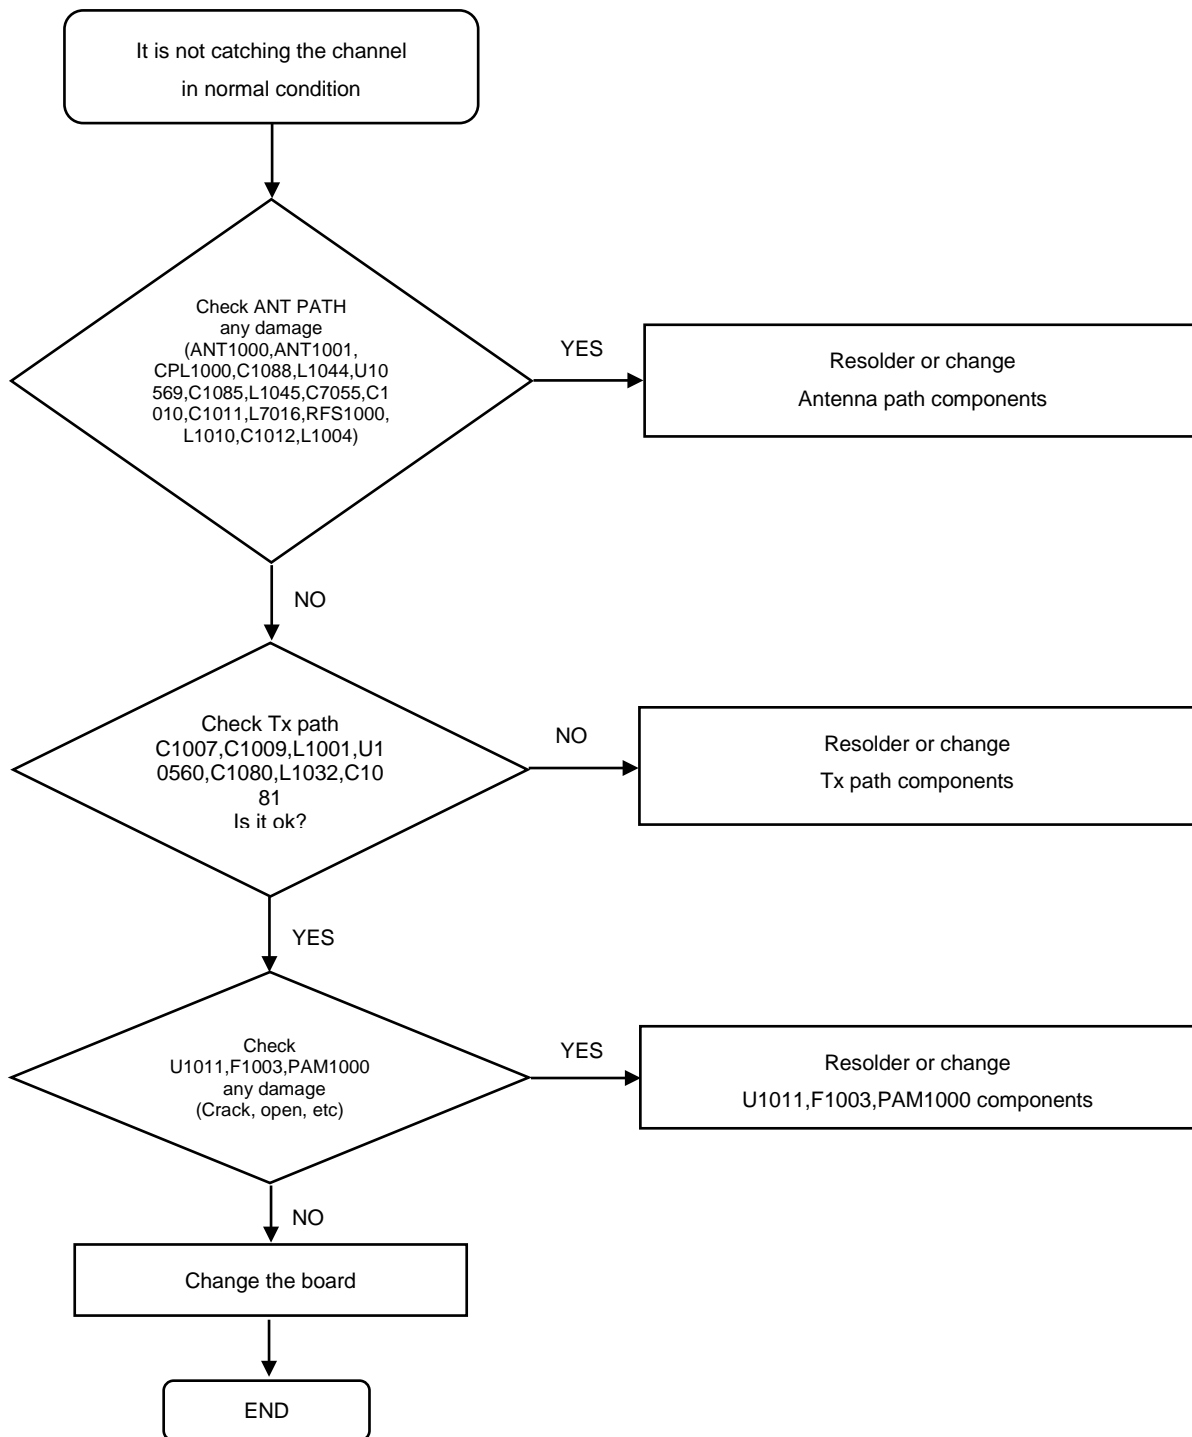 It is not catching the channel
in normal condition
Check ANT PATH
any damage
(ANT1000,ANT1001,
CPL1000,C1088,L1044,U10
569,C1085,L1045,C7055,C1
010,C1011,L7016,RFS1000,
L1010,C1012,L1004)
YES
Resolder or change
Antenna path components
NO
Check Tx path
C1007,C1009,L1001,U1
0560,C1080,L1032,C10
81
Is it ok?
NO
Resolder or change
Tx path components
YES
Check
U1011,F1003,PAM1000
any damage
(Crack, open, etc)
YES
Resolder or change
U1011,F1003,PAM1000 components
NO
Change the board
END